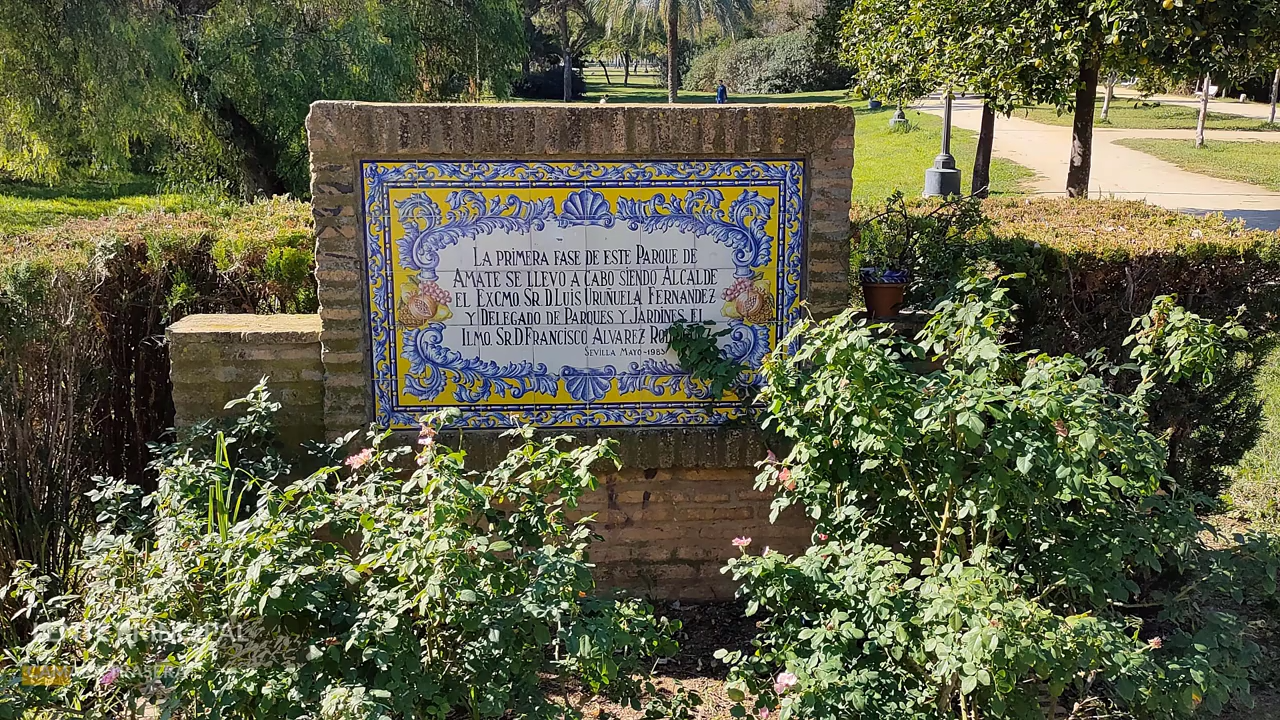 LA PRIMERA FASE DE ESTE PARQUE DE
AMATE SE LLEVO A CABO SIENDO ALCALDE
EL EXCMO SR D LUIS URUÑUELA FERNANDEZ
Y DELEGADO DE PARQUES Y JARDINES EL
ILMO. SR D FRANCISCO ALVAREZ
SEVILLA MAYO-1983
PRINCIPAL